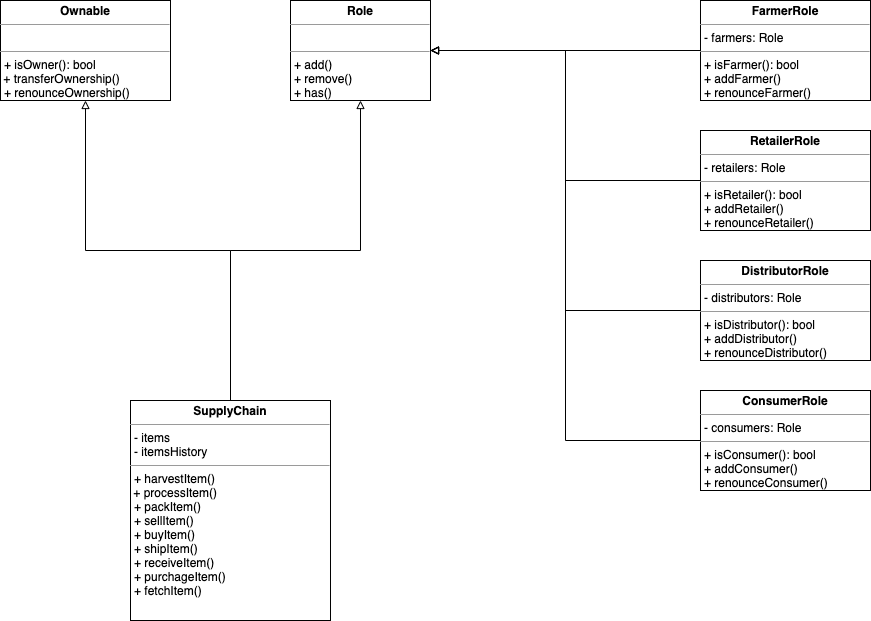 Ownable
+ isOwner(): bool
+ transferOwnership()
+ renounceOwnership()
Role
+ add()
+ remove()
+ has()
FarmerRole
- farmers: Role
+ isFarmer(): bool
+ addFarmer()
+ renounceFarmer()
RetailerRole
- retailers: Role
+ isRetailer(): bool
+ addRetailer()
+ renounceRetailer()
DistributorRole
- distributors: Role
+ isDistributor(): bool
+ addDistributor()
+ renounceDistributor()
ConsumerRole
- consumers: Role
+ isConsumer(): bool
+ addConsumer()
+ renounceConsumer()
SupplyChain
- items
- itemsHistory
+ harvestItem()
+ processItem()
+ packItem()
+ sellItem()
+ buyItem()
+ shipItem()
+ receiveItem()
+ purchageItem()
+ fetchItem()